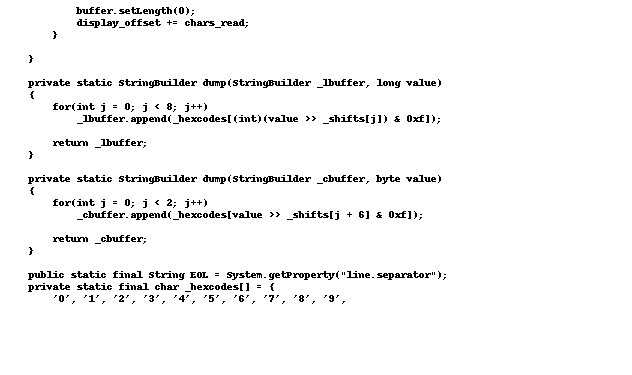 buffer.setLength(0);
display_offset += chars_read;
}
}
private static StringBuilder dump(StringBuilder _lbuffer, long value)
{
for(int j = 0; j < 8; j++)
_lbuffer.append(_hexcodes[(int)(value >> _shifts[j]) & 0xf]);
return _lbuffer;
}
private static StringBuilder dump(StringBuilder _cbuffer, byte value)
{
for(int j = 0; j < 2; j++)
_cbuffer.append(_hexcodes[value >> _shifts[j + 6] & 0xf]);
return _cbuffer;
}
public static final String EOL = System.getProperty("line.separator");
private static final char _hexcodes[] = {
'0', '1', '2', '3', '4', '5', '6', '7', '8', '9',